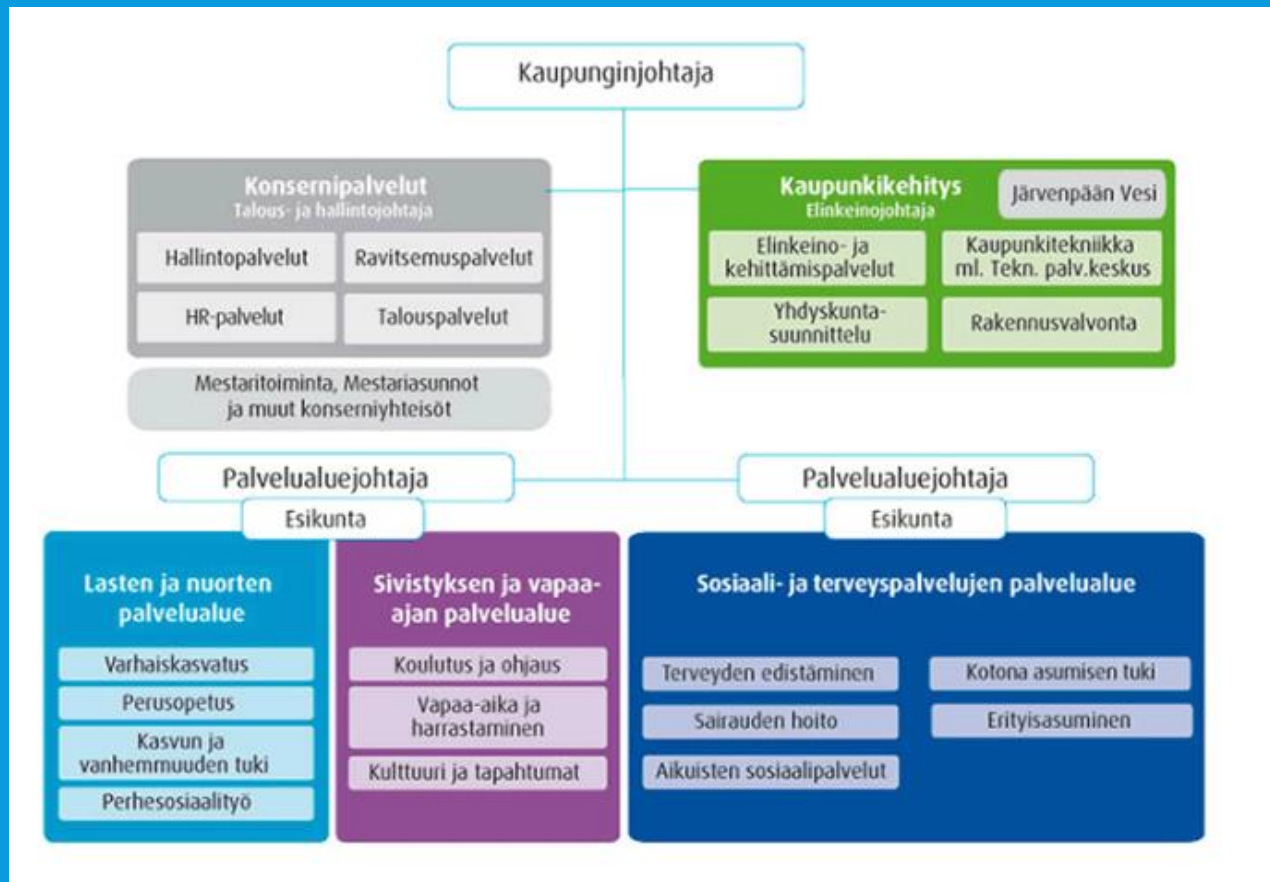 Kaupunginjohtaja
Konsernipalvelut
Talous- ja hallintojohtaja
Hallintopalvelut
Ravitsemuspalvelut
HR-palvelut
Talouspalvelut
Mestaritoiminta, Mestariasunnot
ja muut konserniyhteisöt
Kaupunkikehitys
Elinkeinojohtaja
Järvenpään Vesi
Elinkeino- ja
kehittämispalvelut
Kaupunkitekniikka
ml. Tekn. palv.keskus
Yhdyskunta-
suunnittelu
Rakennusvalvonta
Palvelualuejohtaja
Esikunta
Lasten ja nuorten
palvelualue
Varhaiskasvatus
Perusopetus
Kasvun ja
vanhemmuuden tuki
Perhesosiaalityö
Sivistyksen ja vapaa-
ajan palvelualue
Koulutus ja ohjaus
Vapaa-aika ja
harrastaminen
Kulttuuri ja tapahtumat
Palvelualuejohtaja
Esikunta
Sosiaali- ja terveyspalvelujen palvelualue
Terveyden edistäminen
Sairauden hoito
Aikuisten sosiaalipalvelut
Kotona asumisen tuki
Erityisasuminen